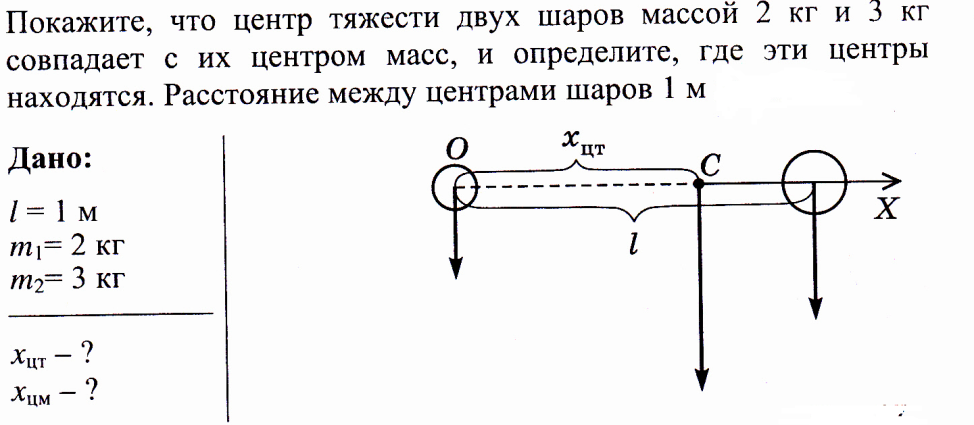 Покажите, что центр тяжести двух шаров массой 2 кг и 3 кг
совпадает с их центром масс, и определите, где эти центры
находятся. Расстояние между центрами шаров 1 м
Дано:
l = 1 м
m₁= 2 кг
m₂= 3 кг
xцт – ?
xцм – ?
O
xцт
C
X
l